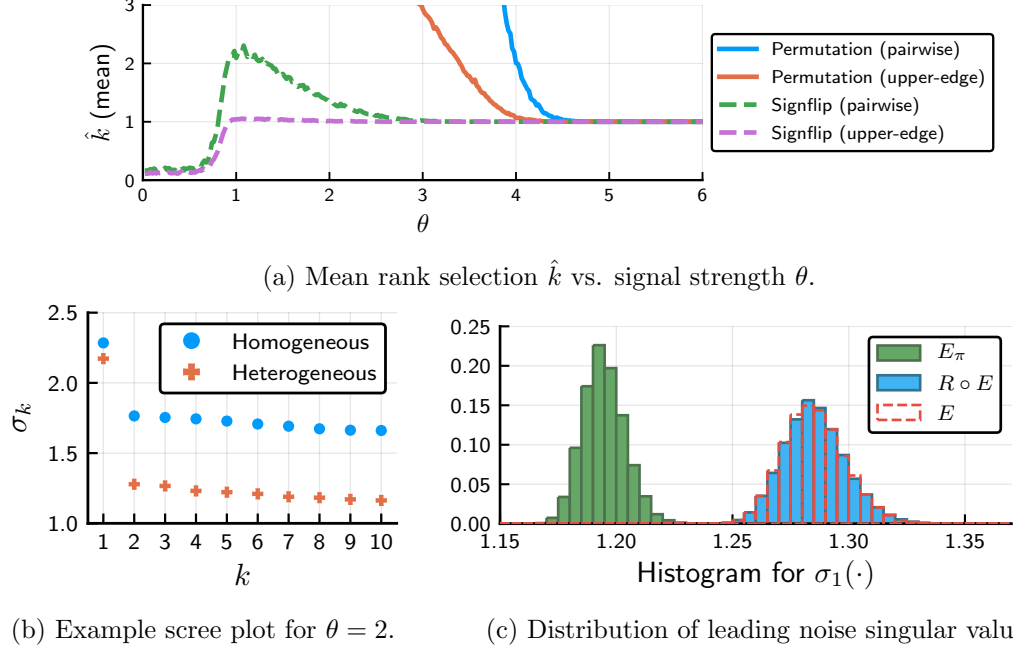 3
2
1
0
k̂ (mean)
0 1 2 3 4 5 6
θ
Permutation (pairwise)
Permutation (upper-edge)
Signflip (pairwise)
Signflip (upper-edge)
(a) Mean rank selection k̂ vs. signal strength θ.
2.5
2.0
1.5
1.0
σₖ
Homogeneous
Heterogeneous
1 2 3 4 5 6 7 8 9 10
k
(b) Example scree plot for θ = 2.
0.25
0.20
0.15
0.10
0.05
0.00
E_π
R ∘ E
E
1.15 1.20 1.25 1.30 1.35
Histogram for σ₁(·)
(c) Distribution of leading noise singular valu